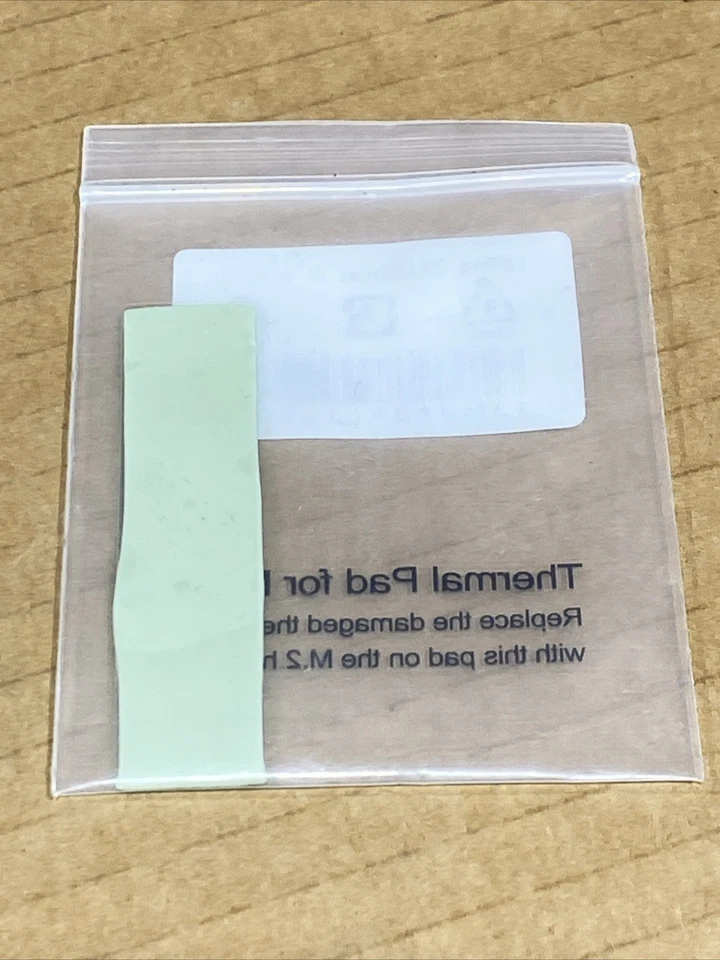 Thermal Pad for
Replace the damaged the
with this pad on the M.2 h